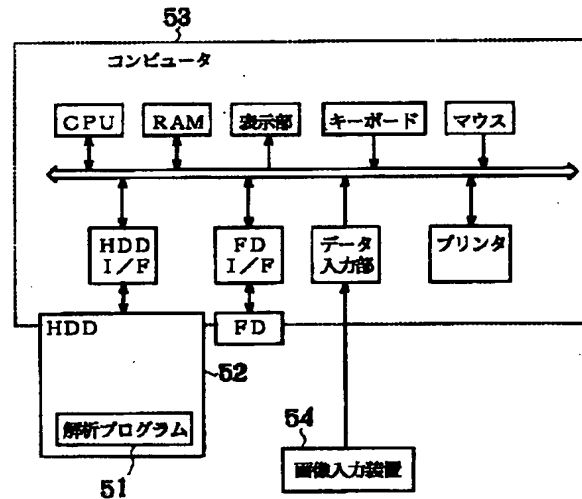 53
コンピュータ
CPU
RAM
表示部
キーボード
マウス
HDD
I/F
FD
I/F
データ
入力部
プリンタ
HDD
FD
52
解析プログラム
51
54
画像入力装置